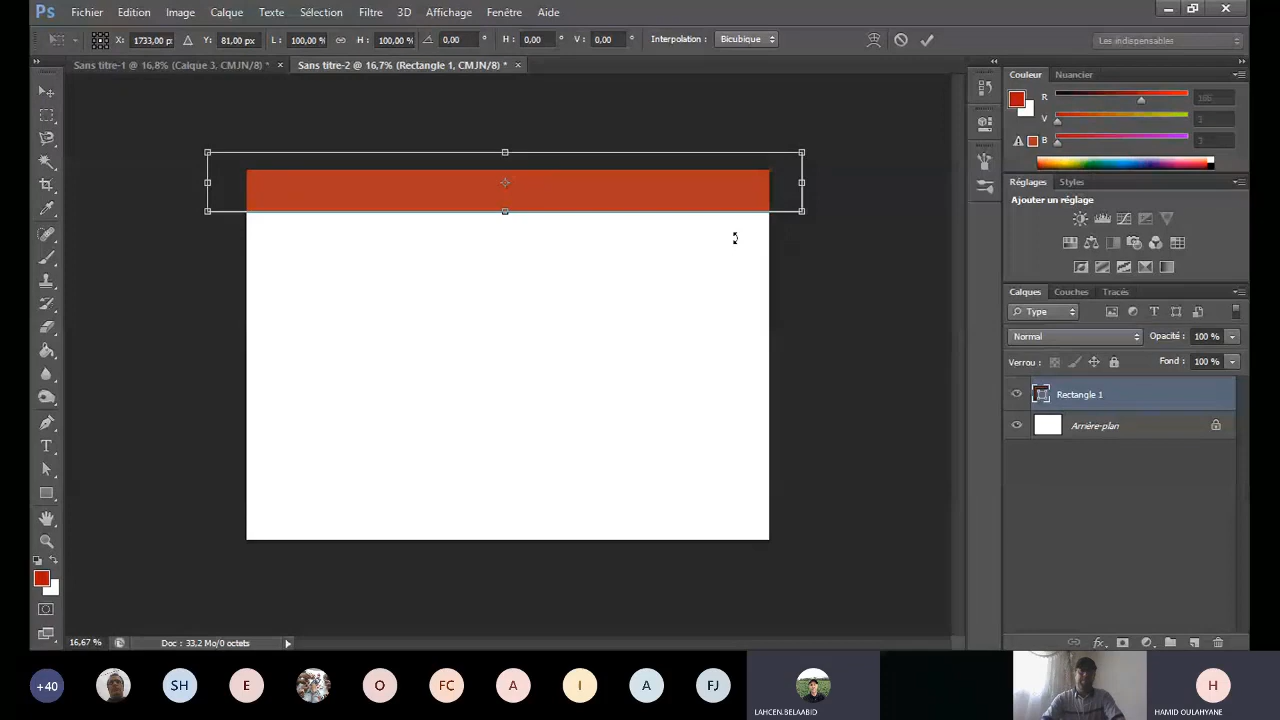 Ps Fichier Edition Image Calque Texte Sélection Filtre 3D Affichage Fenêtre Aide
X: 1733,00 px Y: 81,00 px L: 100,00 % H: 100,00 % 0,00 ° H: 0,00 ° V: 0,00 ° Interpolation : Bicubique Les indispensables
Sans titre-1 @ 16,8% (Calque 3, CMJN/8) * × Sans titre-2 @ 16,7% (Rectangle 1, CMJN/8) * ×
Couleur Nuancier
R
V
B
Réglages Styles
Ajouter un réglage
Calques Couches Tracés
Type
Normal Opacité : 100 %
Verrou : Fond : 100 %
Rectangle 1
Arrière-plan
16,67 % Doc : 33,2 Mo/0 octets
+40 SH E O FC A I A FJ H
LAHCEN.BELAABID HAMID OULAHYANE